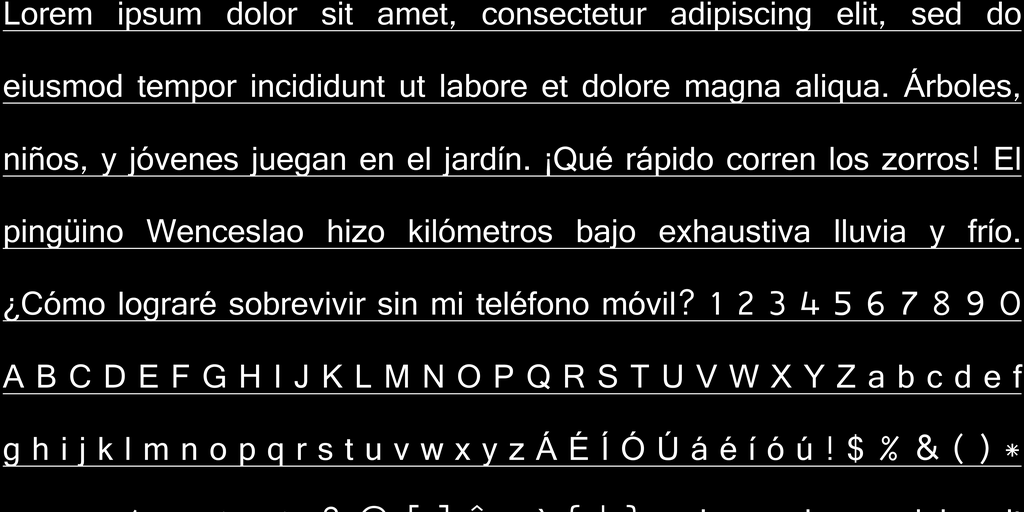 Lorem ipsum dolor sit amet, consectetur adipiscing elit, sed do
eiusmod tempor incididunt ut labore et dolore magna aliqua. Árboles,
niños, y jóvenes juegan en el jardín. ¡Qué rápido corren los zorros! El
pingüino Wenceslao hizo kilómetros bajo exhaustiva lluvia y frío.
¿Cómo lograré sobrevivir sin mi teléfono móvil? 1 2 3 4 5 6 7 8 9 0
A B C D E F G H I J K L M N O P Q R S T U V W X Y Z a b c d e f
g h i j k l m n o p q r s t u v w x y z Á É Í Ó Ú á é í ó ú ! $ % & ( ) *